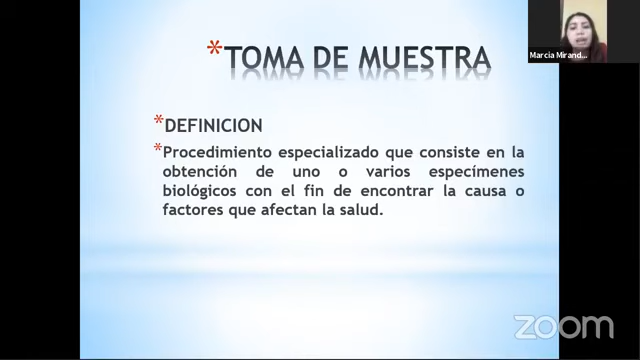 *TOMA DE MUESTRA
Marcia Mirand...
*DEFINICION
*Procedimiento especializado que consiste en la
obtención de uno o varios especímenes
biológicos con el fin de encontrar la causa o
factores que afectan la salud.
zoom